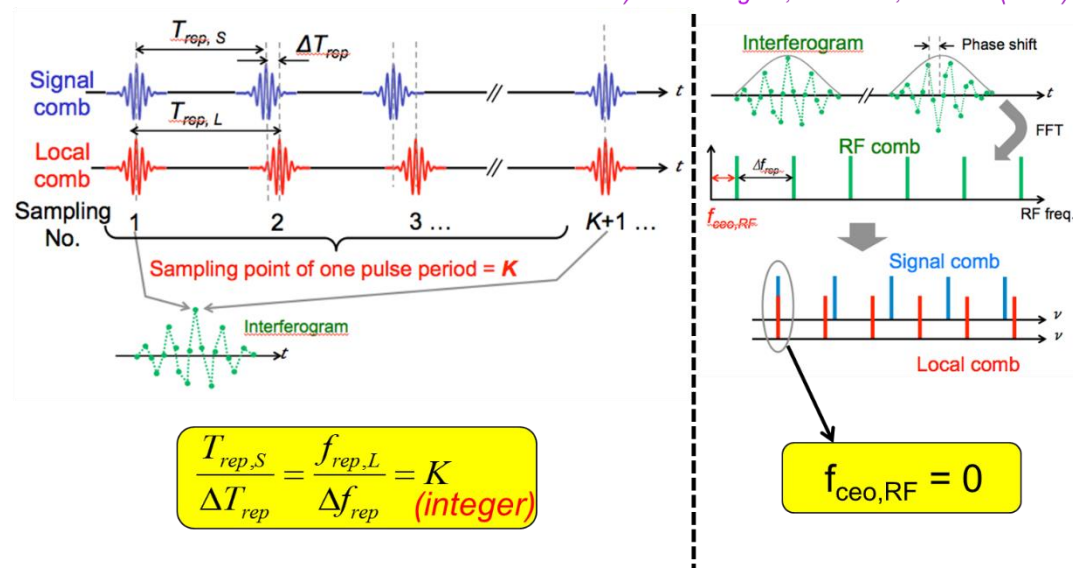 T_rep, S
ΔT_rep
Signal comb
t
T_rep, L
Local comb
t
Sampling No.
1 2 3 ... K+1 ...
Sampling point of one pulse period = K
Interferogram
t
T_rep,S / ΔT_rep = f_rep,L / Δf_rep = K
(integer)
Interferogram
Phase shift
t
FFT
RF comb
Δf_rep
f_ceo,RF
RF freq.
Signal comb
ν
ν
Local comb
f_ceo,RF = 0